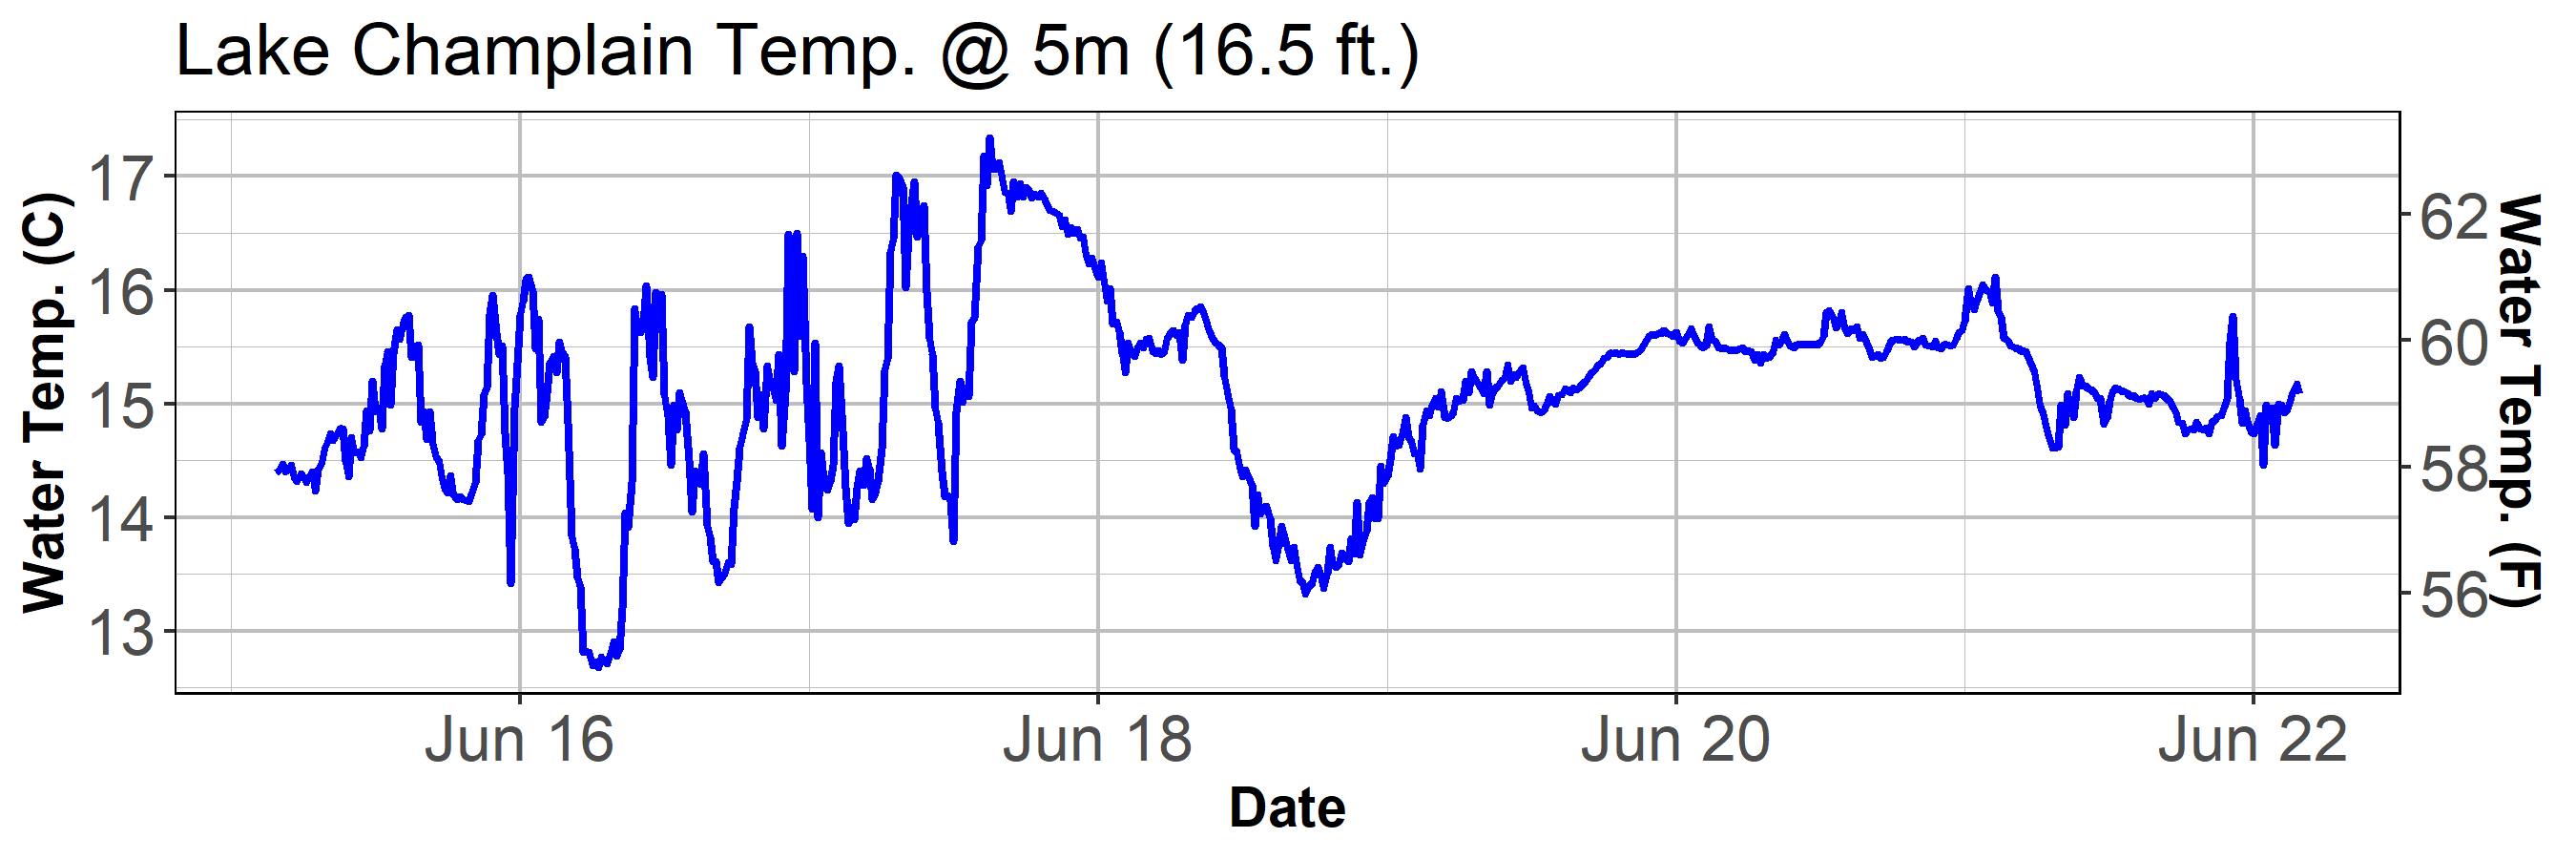 Lake Champlain Temp. @ 5m (16.5 ft.)
Water Temp. (C)
17
16
15
14
13
62
60
58
56
Water Temp. (F)
Jun 16 Jun 18 Jun 20 Jun 22
Date